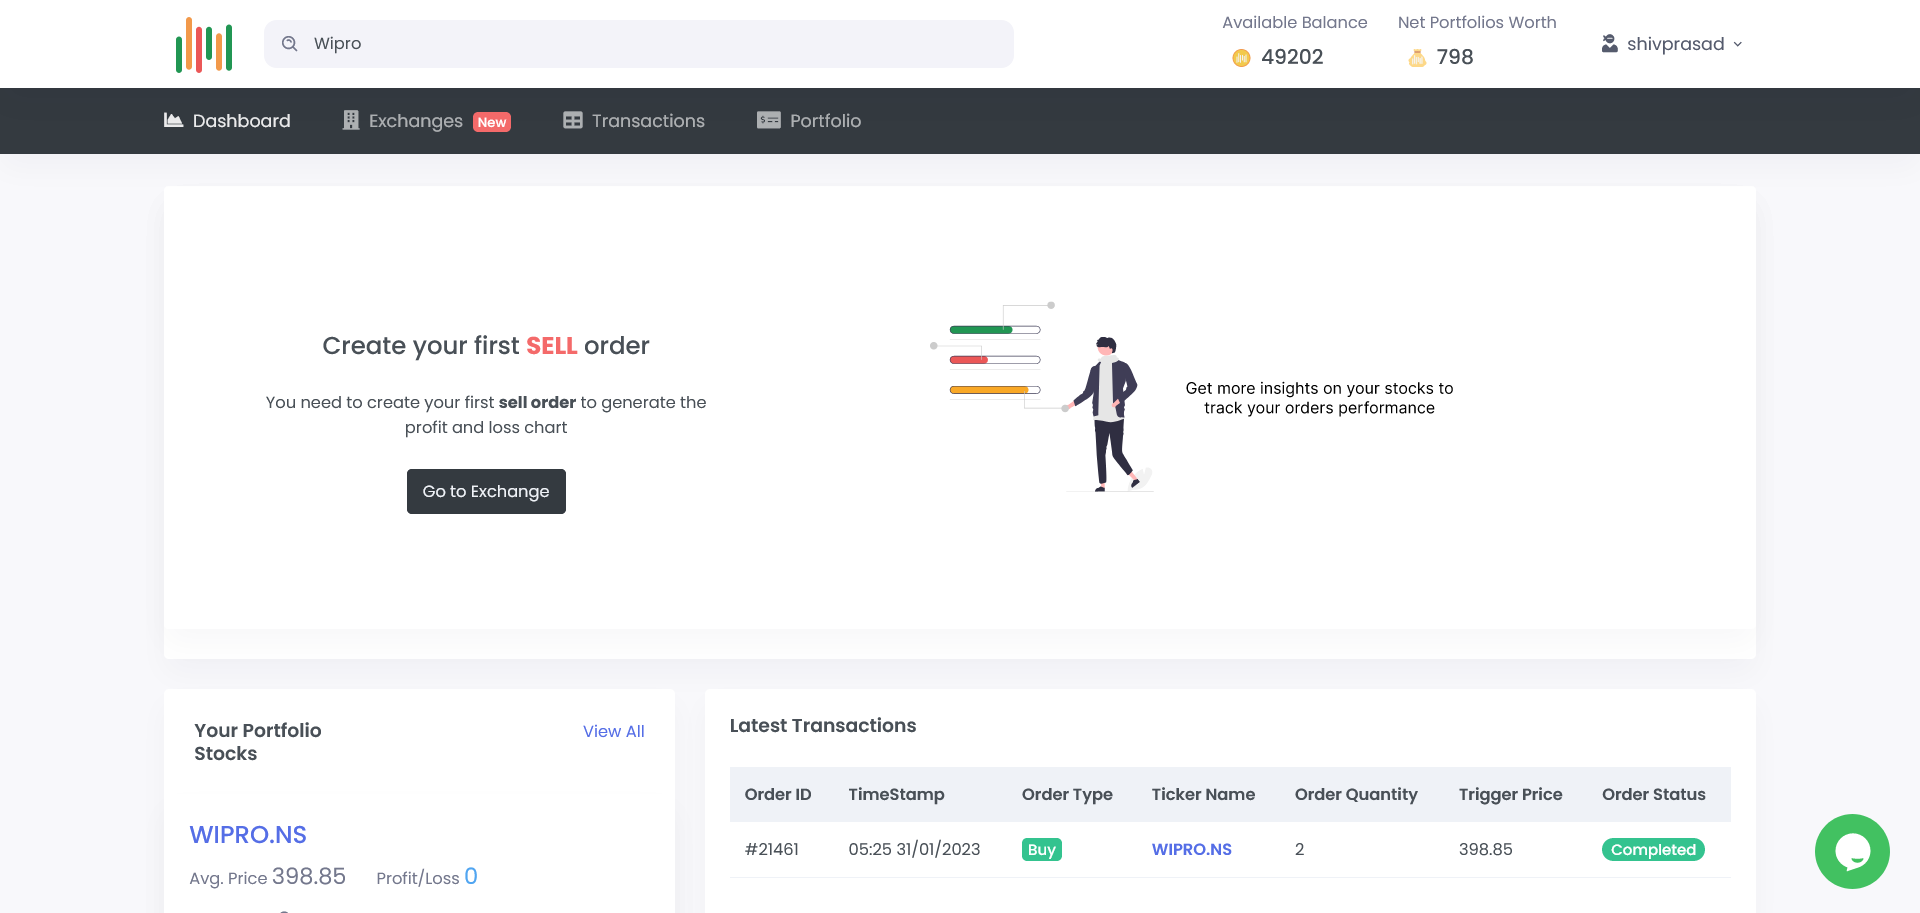 Wipro
Available Balance
49202
Net Portfolios Worth
798
shivprasad
Dashboard
Exchanges New
Transactions
Portfolio
Create your first SELL order
You need to create your first sell order to generate the
profit and loss chart
Go to Exchange
Get more insights on your stocks to
track your orders performance
Your Portfolio
Stocks
View All
WIPRO.NS
Avg. Price 398.85 Profit/Loss 0
Latest Transactions
Order ID TimeStamp Order Type Ticker Name Order Quantity Trigger Price Order Status
#21461 05:25 31/01/2023 Buy WIPRO.NS 2 398.85 Completed